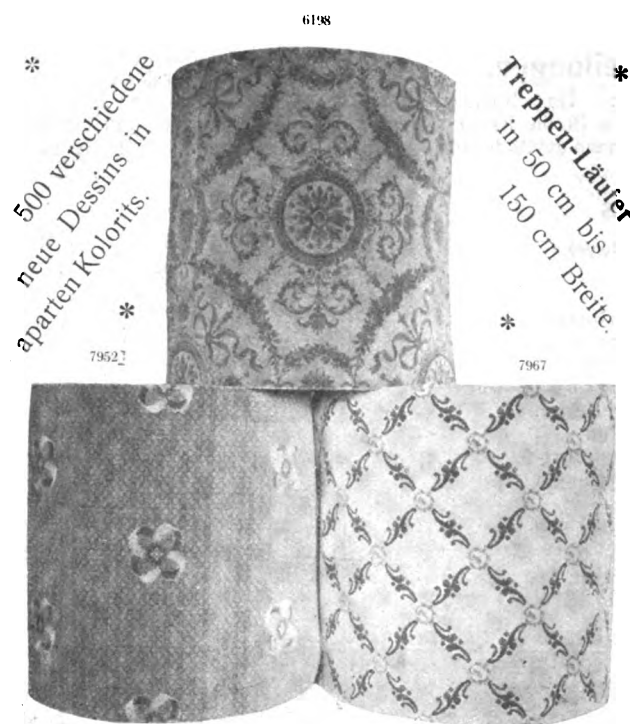 6198
*
500 verschiedene
neue Dessins in
aparten Kolorits.
*
Treppen-Läufer
in 50 cm bis
150 cm Breite.
*
*
7952
7967